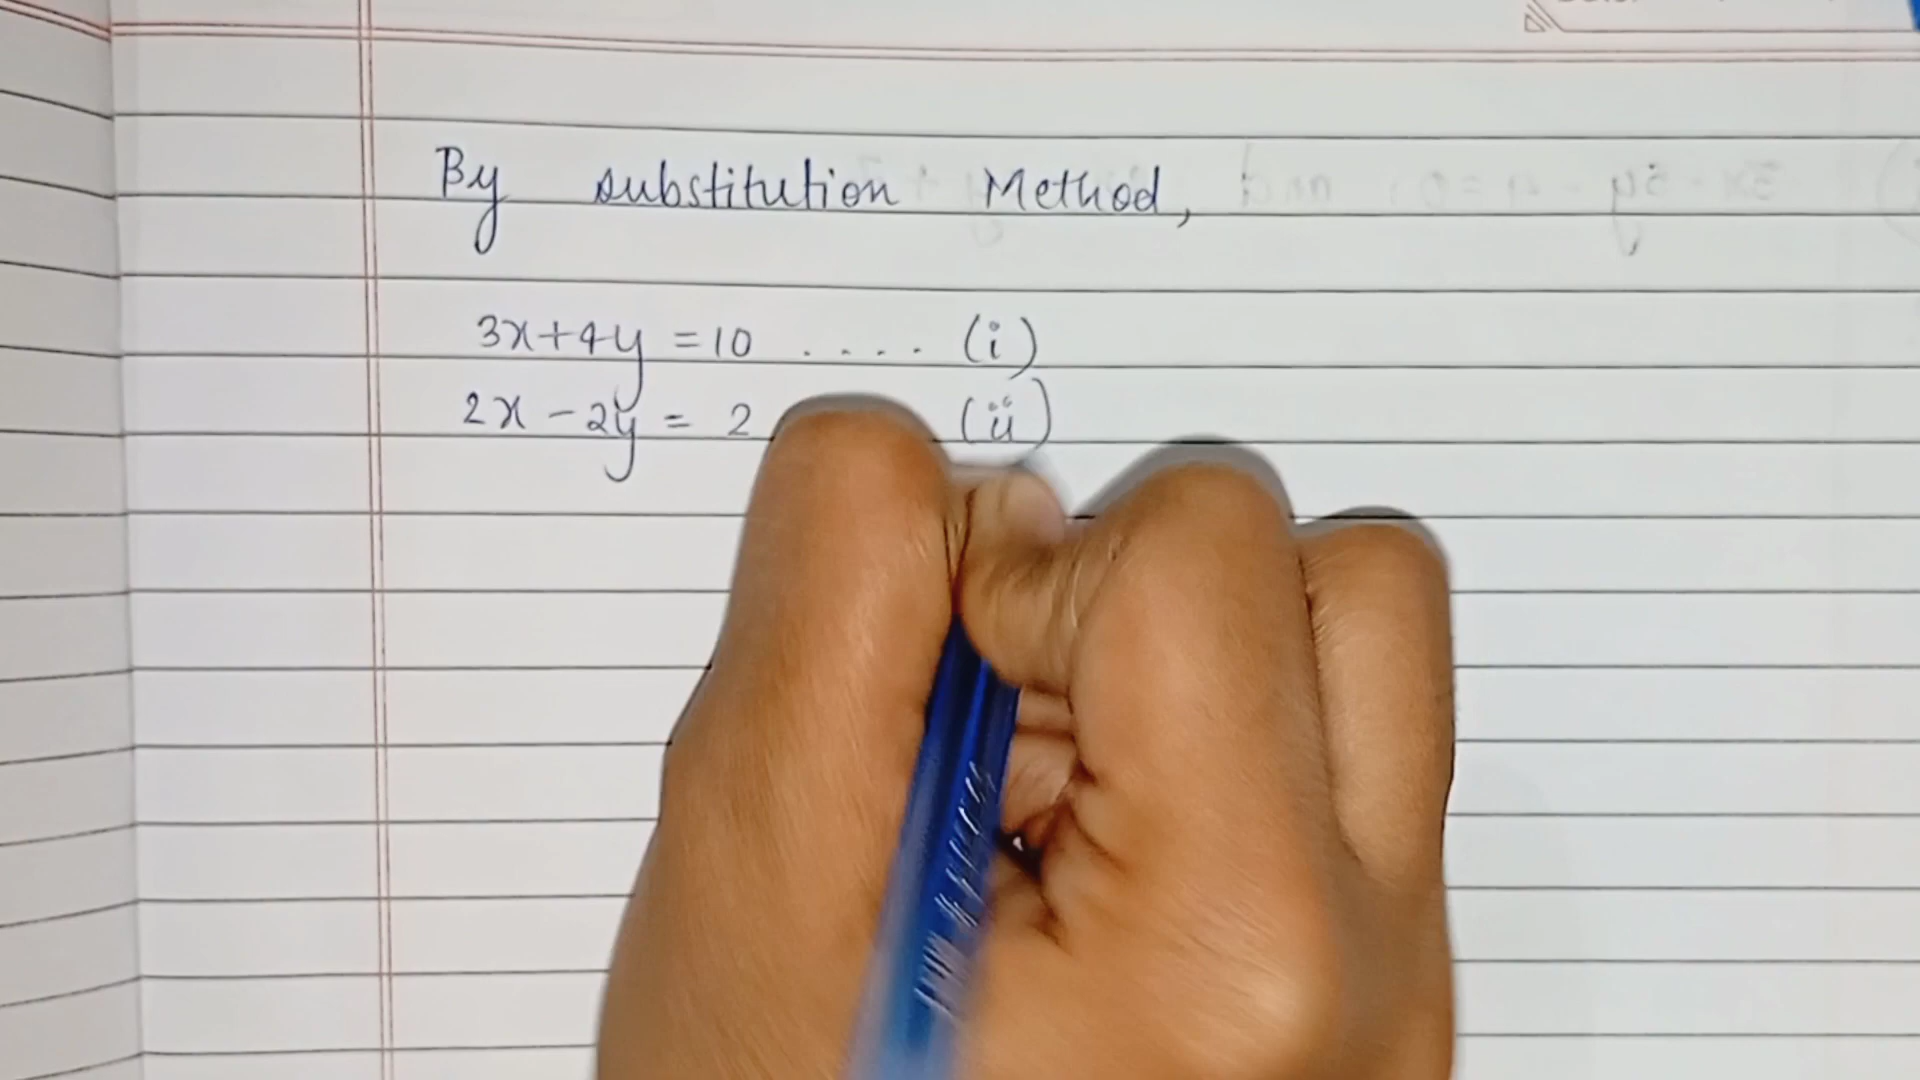 By substitution Method,
3x+4y = 10 .... (i)
2x - 2y = 2 (ii)